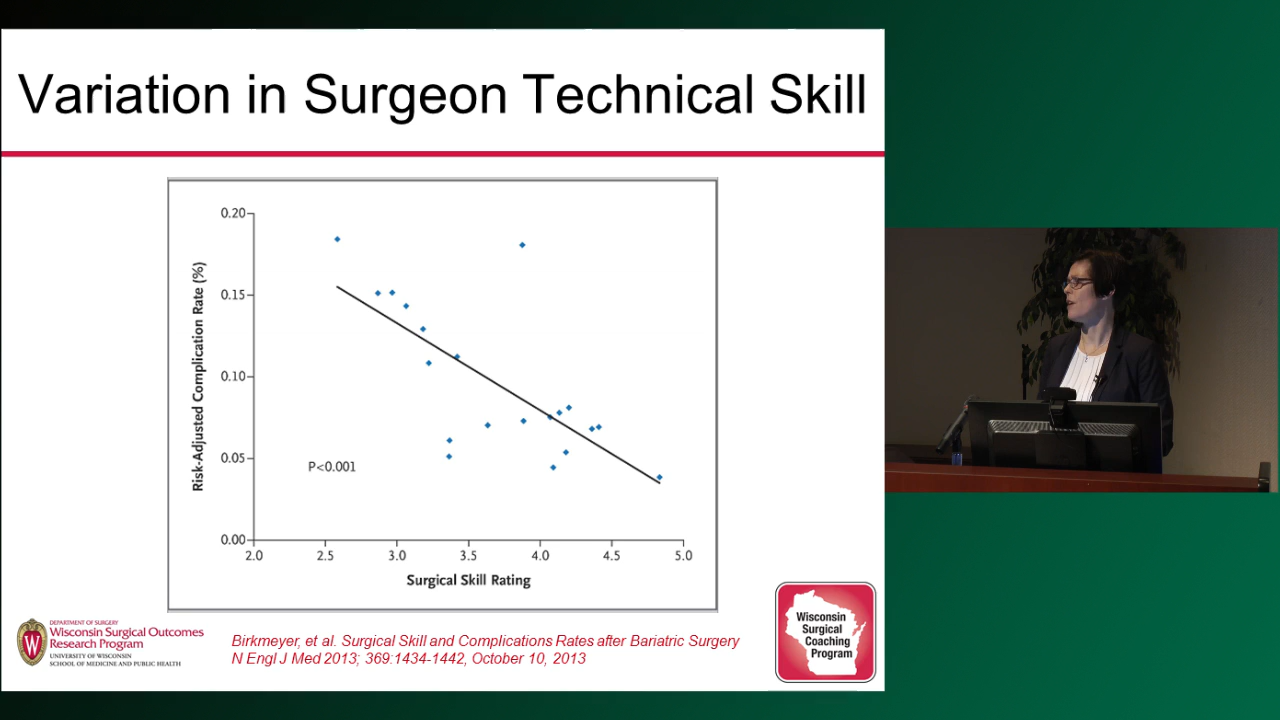 Variation in Surgeon Technical Skill
0.20
0.15
0.10
0.05
0.00
Risk-Adjusted Complication Rate (%)
P<0.001
2.0 2.5 3.0 3.5 4.0 4.5 5.0
Surgical Skill Rating
DEPARTMENT OF SURGERY
Wisconsin Surgical Outcomes
Research Program
UNIVERSITY OF WISCONSIN
SCHOOL OF MEDICINE AND PUBLIC HEALTH
W
Birkmeyer, et al. Surgical Skill and Complications Rates after Bariatric Surgery
N Engl J Med 2013; 369:1434-1442, October 10, 2013
Wisconsin
Surgical
Coaching
Program